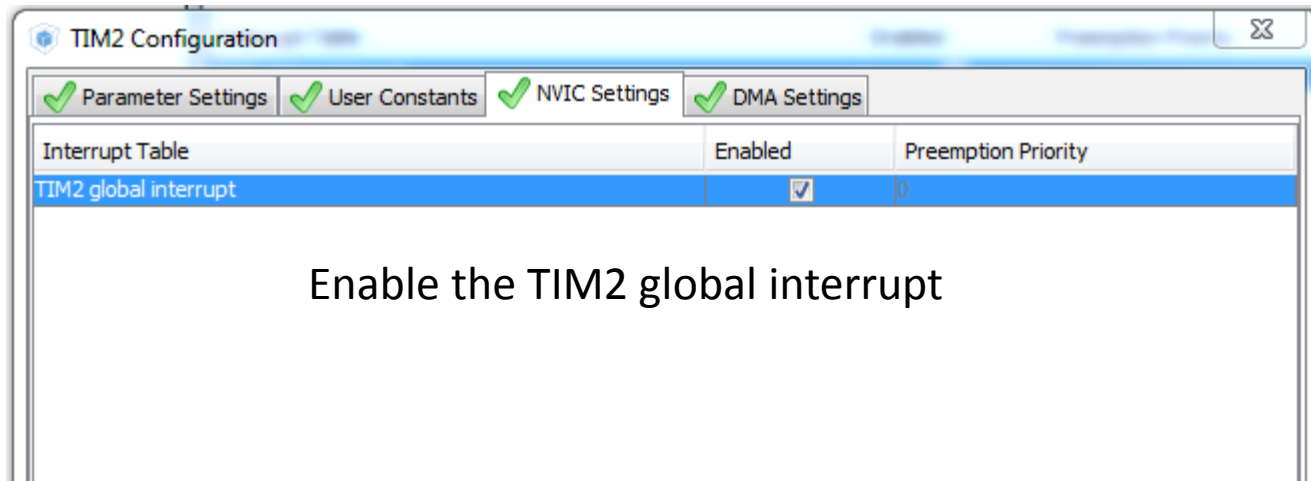 TIM2 Configuration
Parameter Settings User Constants NVIC Settings DMA Settings
Interrupt Table Enabled Preemption Priority
TIM2 global interrupt 0
Enable the TIM2 global interrupt